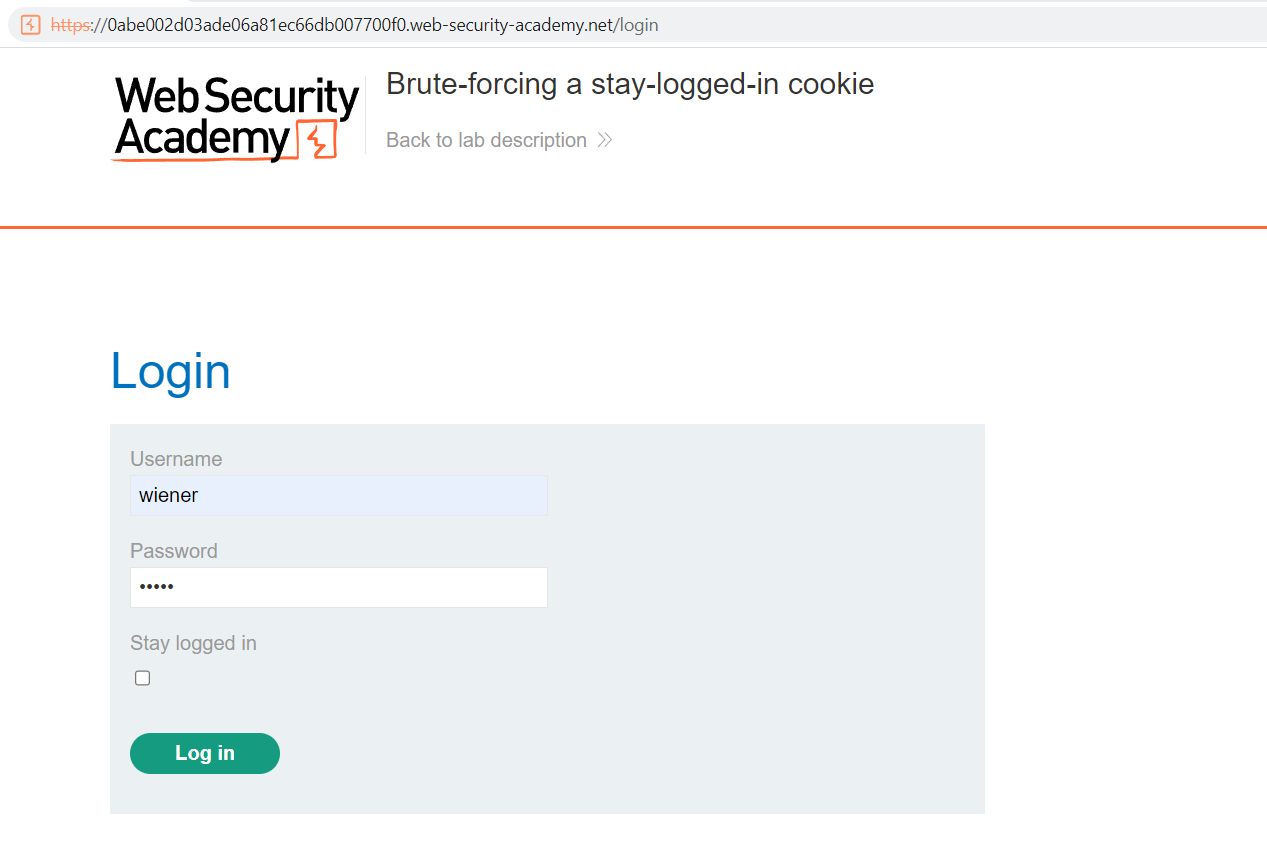 https://0abe002d03ade06a81ec66db007700f0.web-security-academy.net/login
Web Security
Academy
Brute-forcing a stay-logged-in cookie
Back to lab description
Login
Username
wiener
Password
•••••
Stay logged in
Log in